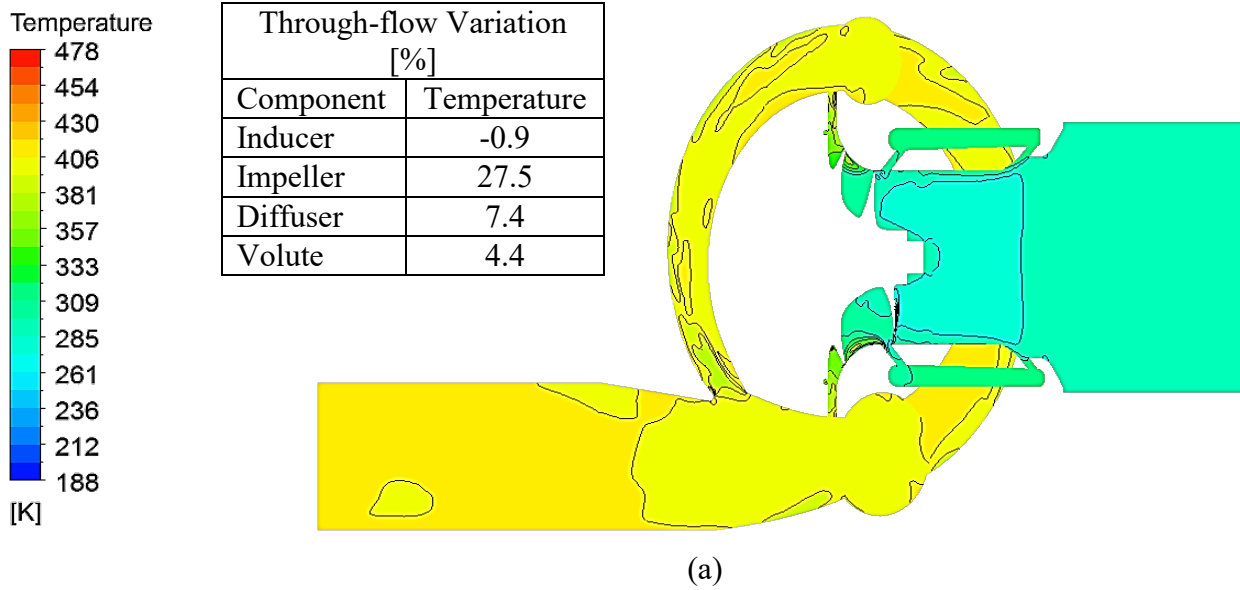 Temperature
478
454
430
406
381
357
333
309
285
261
236
212
188
[K]
Through-flow Variation
[%]
Component Temperature
Inducer -0.9
Impeller 27.5
Diffuser 7.4
Volute 4.4
(a)